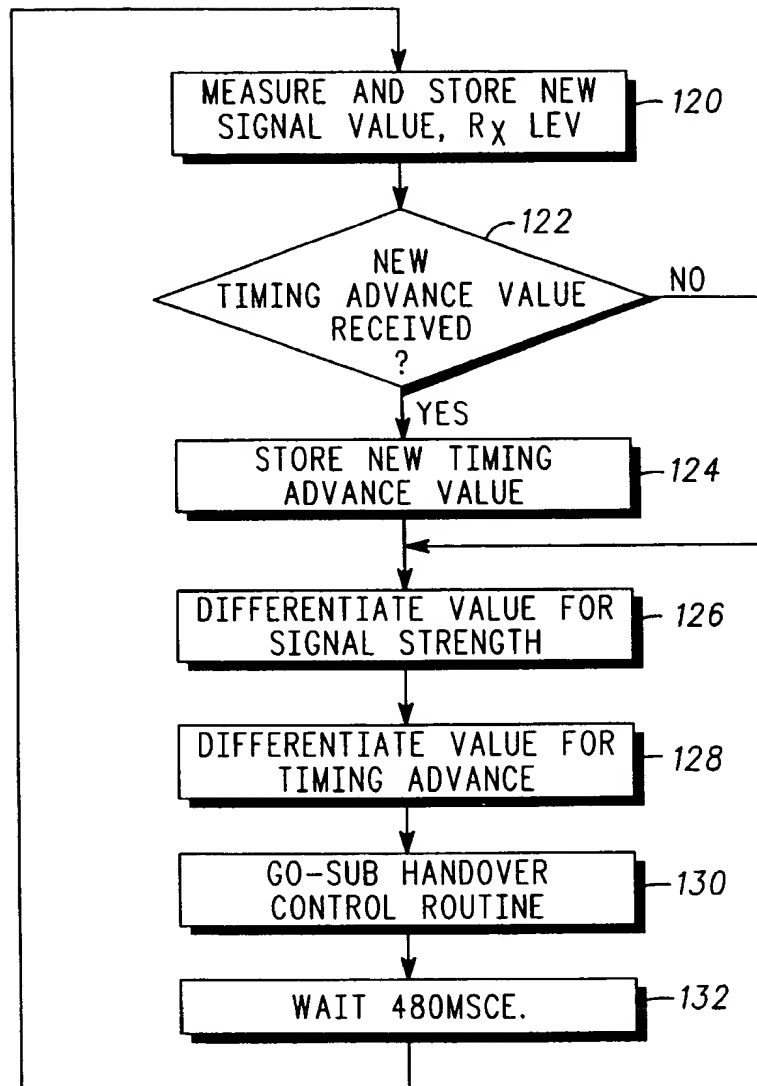 MEASURE AND STORE NEW
SIGNAL VALUE, RX LEV
120
122
NEW
TIMING ADVANCE VALUE
RECEIVED
?
NO
YES
STORE NEW TIMING
ADVANCE VALUE
124
DIFFERENTIATE VALUE FOR
SIGNAL STRENGTH
126
DIFFERENTIATE VALUE FOR
TIMING ADVANCE
128
GO-SUB HANDOVER
CONTROL ROUTINE
130
WAIT 480MSCE.
132